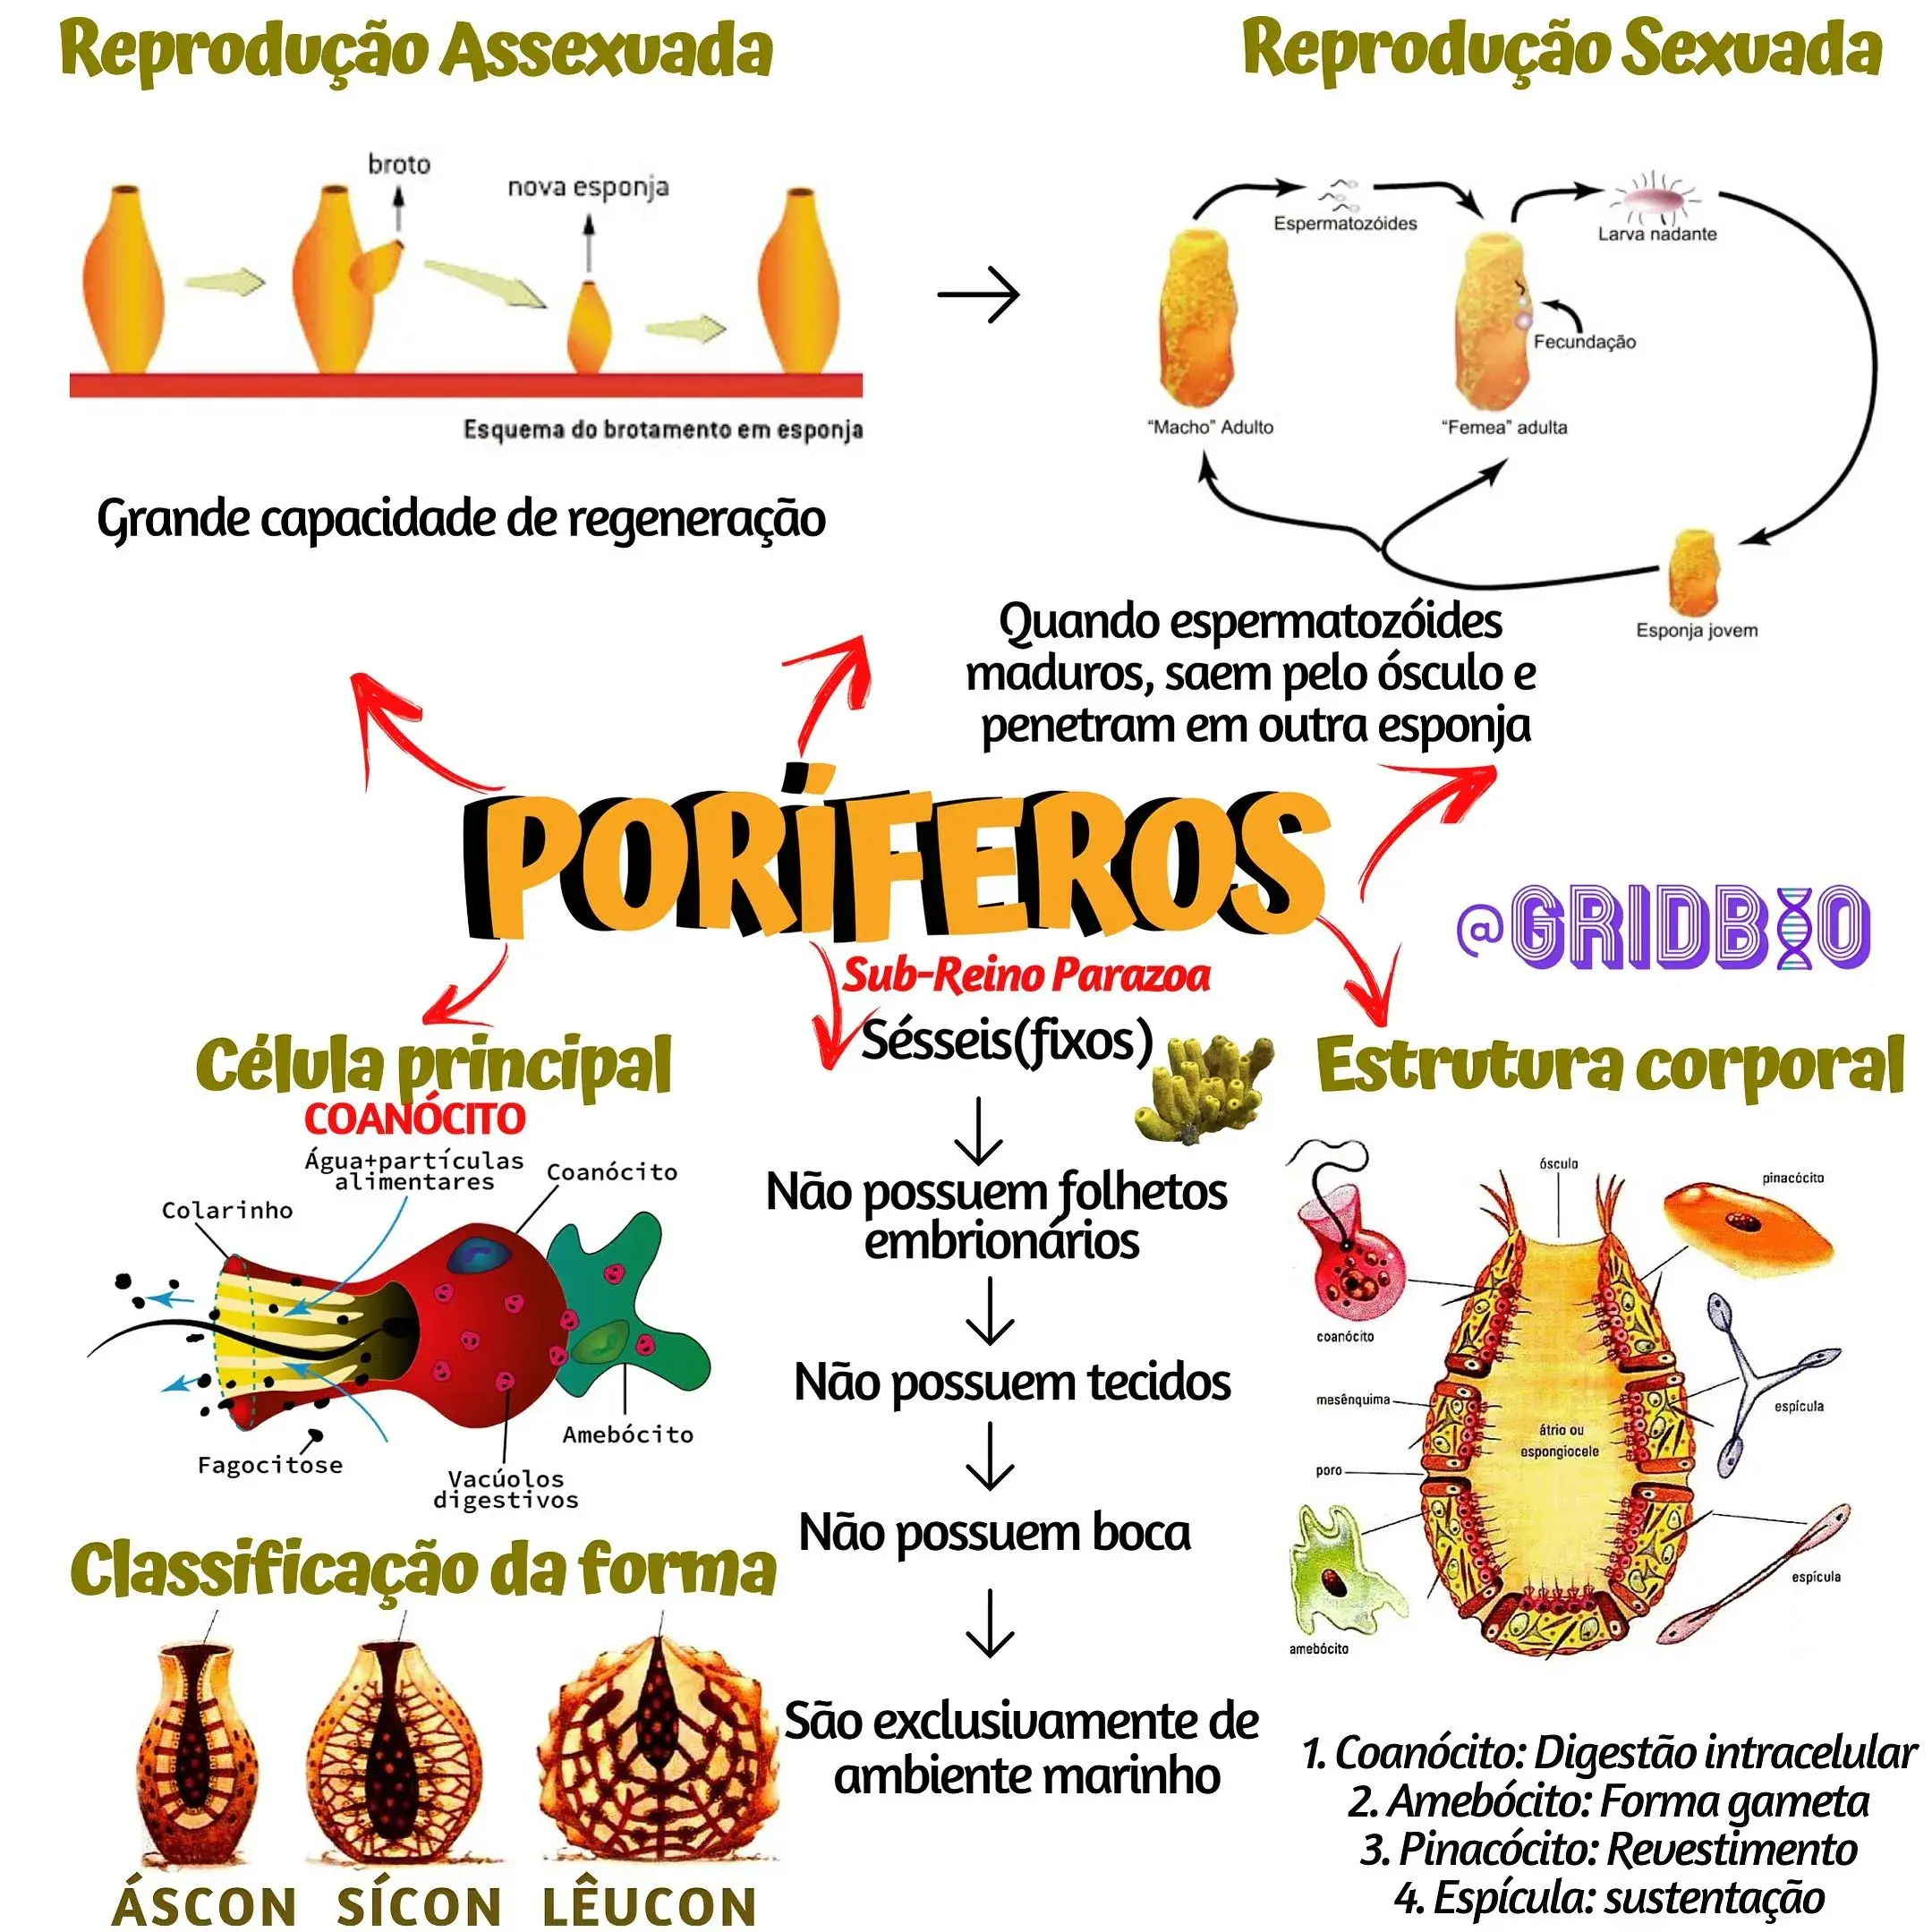 Reprodução Assexuada
broto
nova esponja
Esquema do brotamento em esponja
Grande capacidade de regeneração
Reprodução Sexuada
Espermatozóides
Larva nadante
Fecundação
"Macho" Adulto
"Femea" adulta
Esponja jovem
Quando espermatozóides
maduros, saem pelo ósculo e
penetram em outra esponja
PORÍFEROS
@GRIDBIO
Sub-Reino Parazoa
Sésseis(fixos)
Não possuem folhetos
embrionários
Não possuem tecidos
Não possuem boca
São exclusivamente de
ambiente marinho
Célula principal
COANÓCITO
Água+partículas
alimentares
Coanócito
Colarinho
Amebócito
Fagocitose
Vacúolos
digestivos
Classificação da forma
ÁSCON SÍCON LÊUCON
Estrutura corporal
ósculo
pinacócito
coanócito
mesênquima
espícula
átrio ou
espongiocele
poro
espícula
amebócito
1. Coanócito: Digestão intracelular
2. Amebócito: Forma gameta
3. Pinacócito: Revestimento
4. Espícula: sustentação